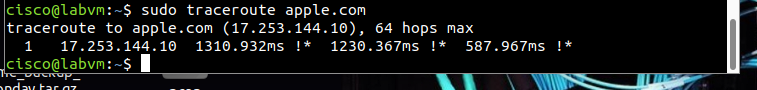 cisco@labvm:~$ sudo traceroute apple.com
traceroute to apple.com (17.253.144.10), 64 hops max
1 17.253.144.10 1310.932ms !* 1230.367ms !* 587.967ms !*
cisco@labvm:~$